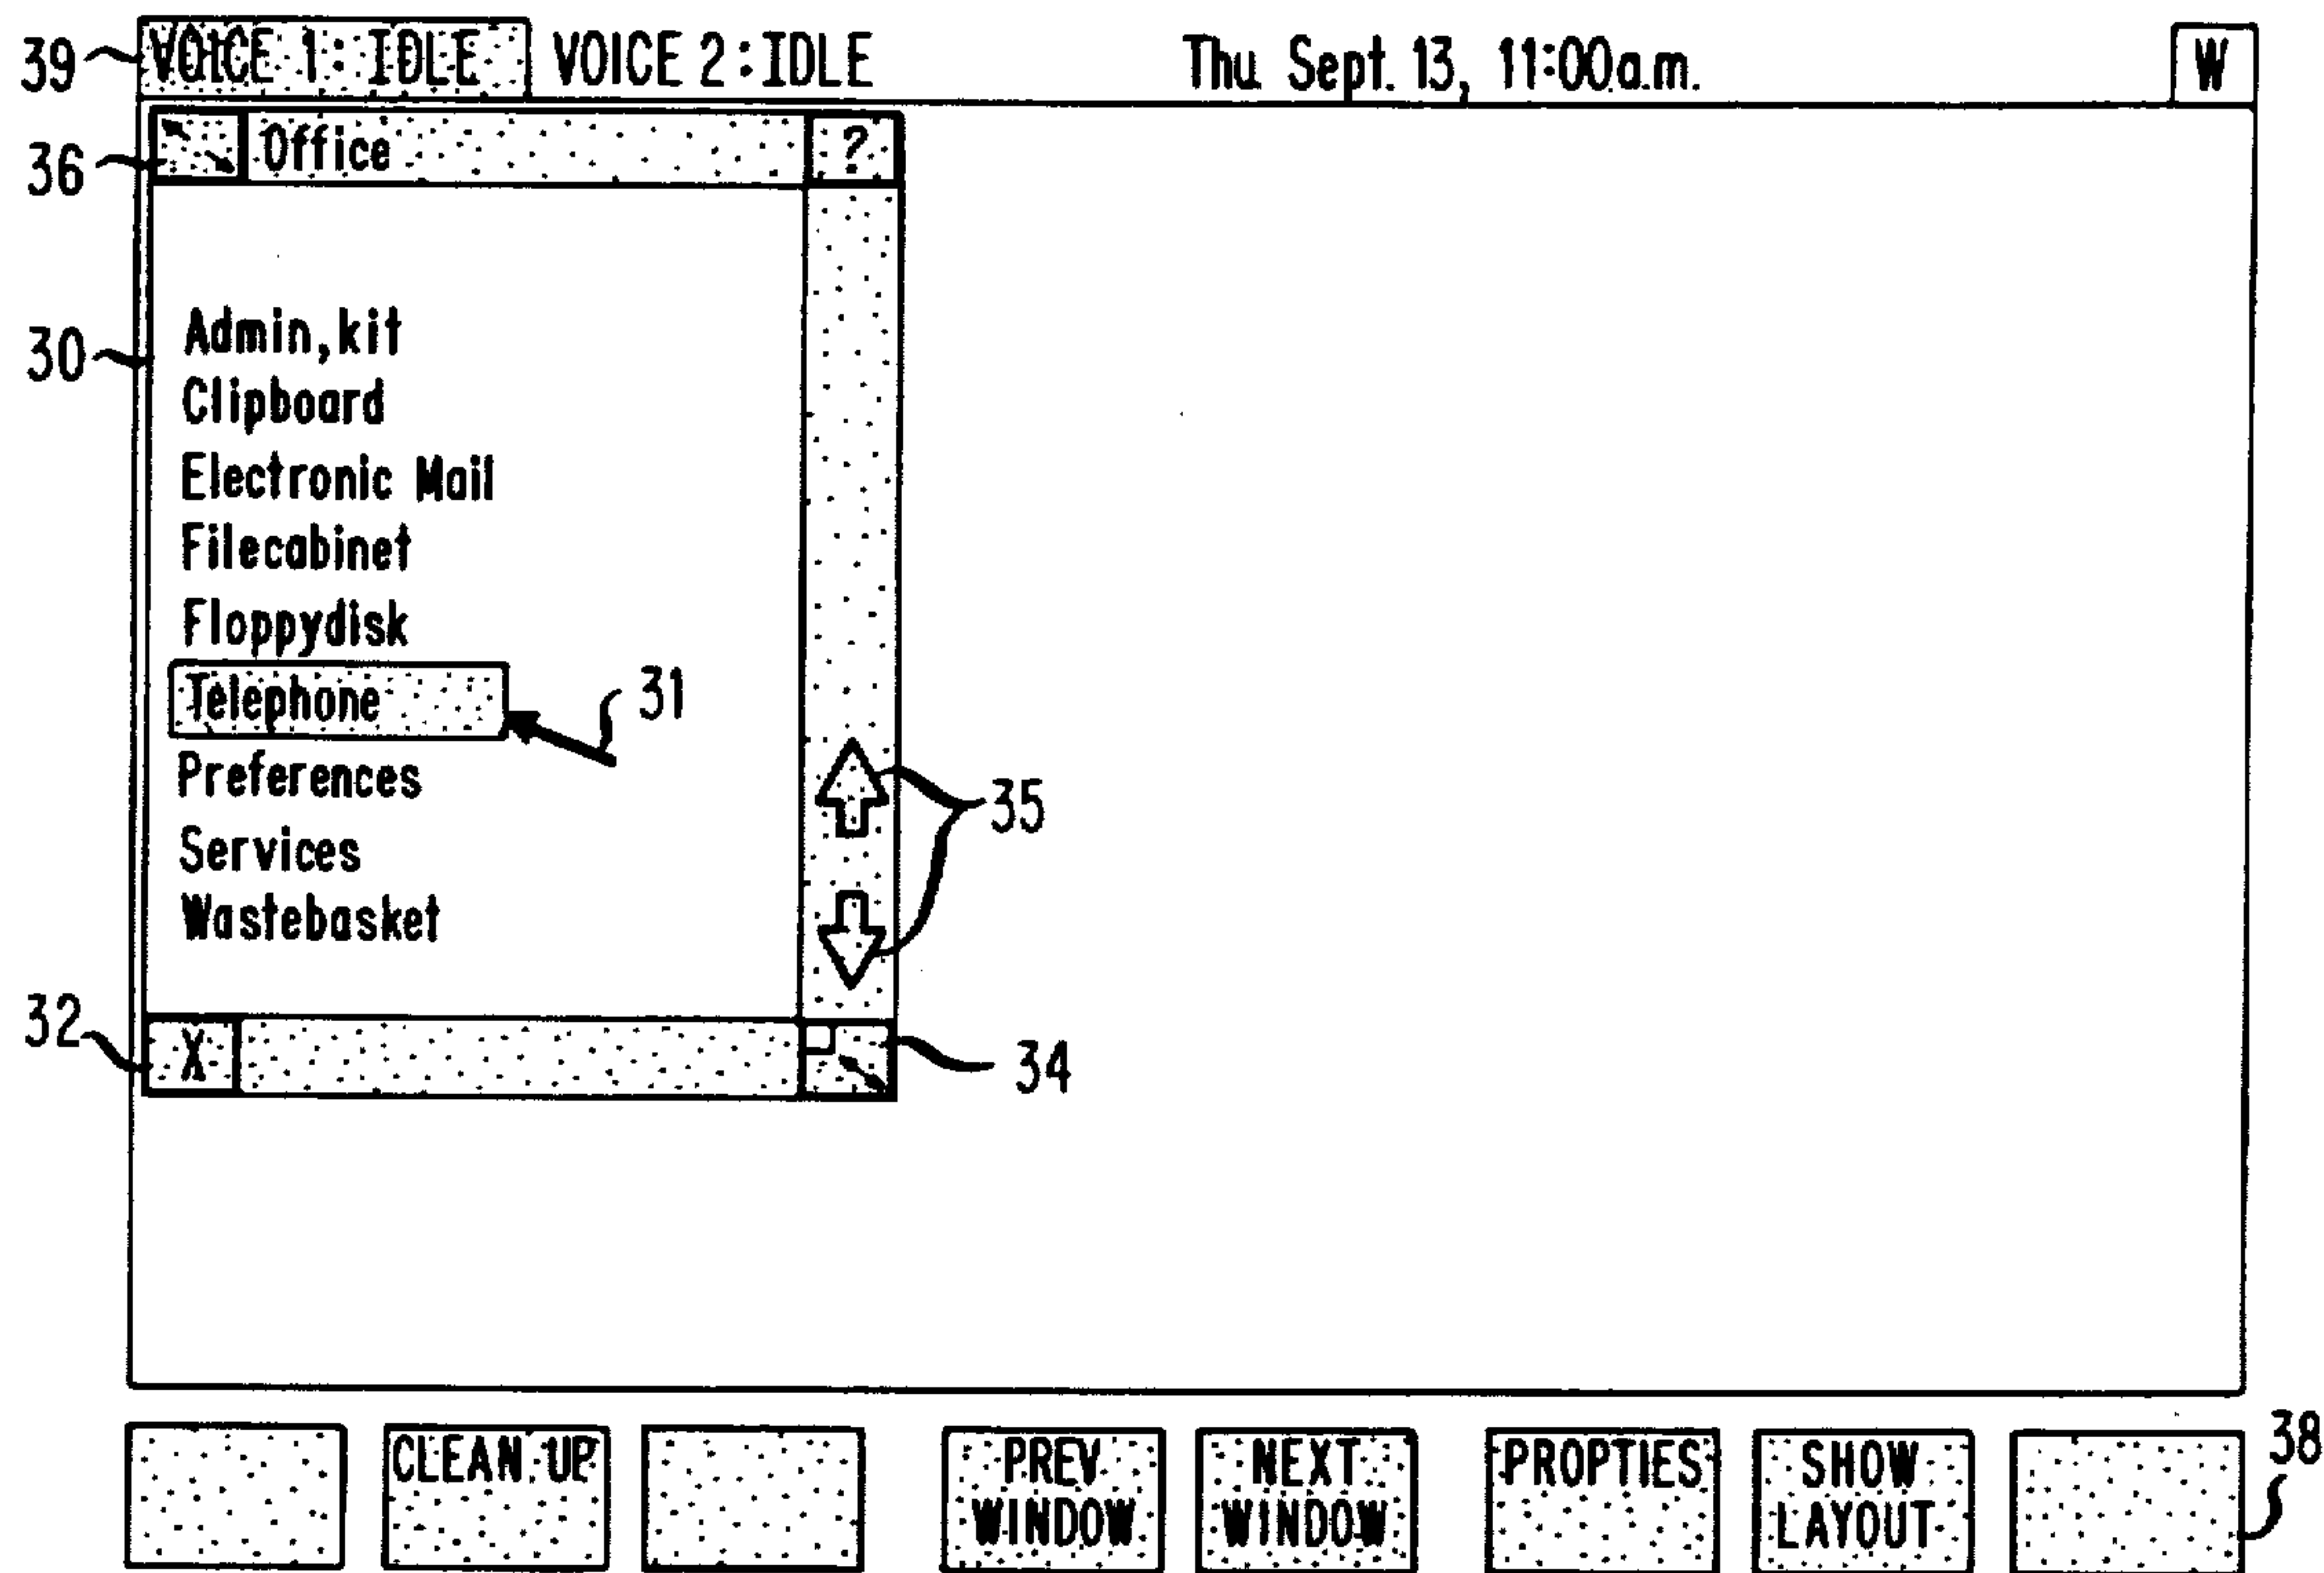 39 VOICE 1: IDLE VOICE 2:IDLE Thu Sept. 13, 11:00a.m. W
36 Office ?
30
Admin,kit
Clipboard
Electronic Mail
Filecabinet
Floppydisk
Telephone 31
Preferences 35
Services
Wastebasket
32 X 34
CLEAN UP PREV WINDOW NEXT WINDOW PROPTIES SHOW LAYOUT 38